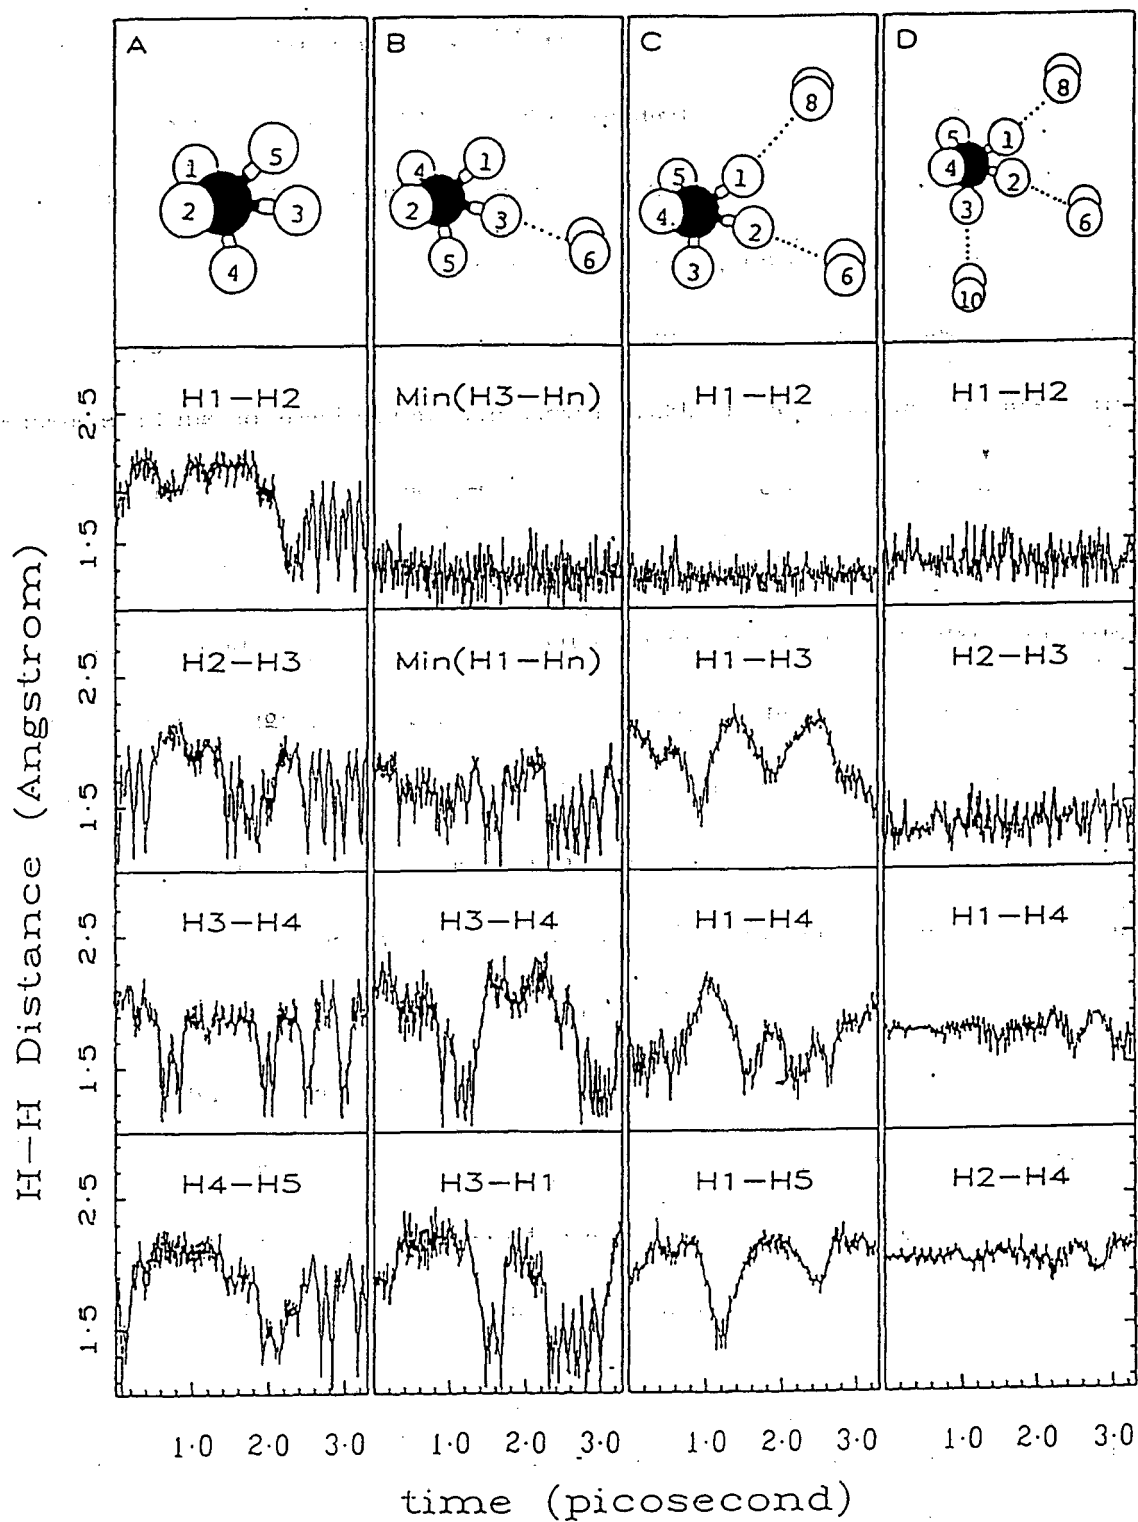 A B C D
1 5 2 3 4
4 1 2 3 5 6
8 5 1 4 2 3 6
8 5 1 4 2 3 6 10
H1-H2 Min(H3-Hn) H1-H2 H1-H2
2.5
1.5
H2-H3 Min(H1-Hn) H1-H3 H2-H3
2.5
1.5
H3-H4 H3-H4 H1-H4 H1-H4
2.5
1.5
H4-H5 H3-H1 H1-H5 H2-H4
2.5
1.5
H-H Distance (Angstrom)
1.0 2.0 3.0 1.0 2.0 3.0 1.0 2.0 3.0 1.0 2.0 3.0
time (picosecond)